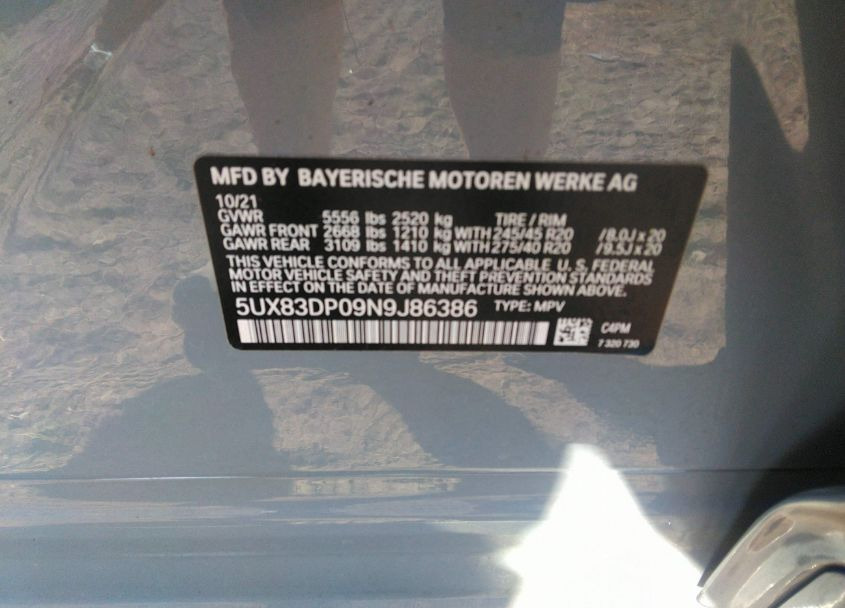 MFD BY BAYERISCHE MOTOREN WERKE AG
10/21
GVWR 5556 lbs 2520 kg TIRE / RIM
GAWR FRONT 2668 lbs 1210 kg WITH 245/45 R20 /8.0J x 20
GAWR REAR 3109 lbs 1410 kg WITH 275/40 R20 /9.5J x 20
THIS VEHICLE CONFORMS TO ALL APPLICABLE U. S. FEDERAL
MOTOR VEHICLE SAFETY AND THEFT PREVENTION STANDARDS
IN EFFECT ON THE DATE OF MANUFACTURE SHOWN ABOVE.
5UX83DP09N9J86386 TYPE: MPV
C4PM
7 320 730